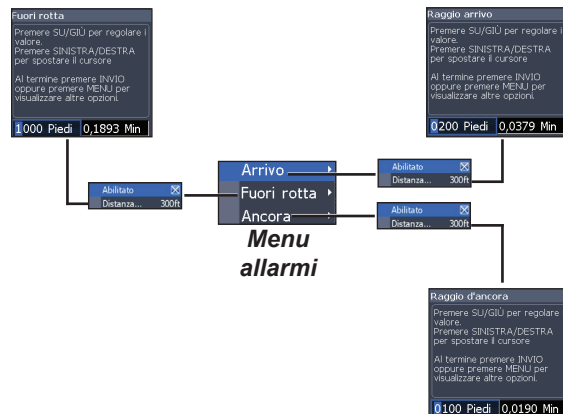 Fuori rotta
Premere SU/GIÙ per regolare i
valore.
Premere SINISTRA/DESTRA
per spostare il cursore
Al termine premere INVIO
oppure premere MENU per
visualizzare altre opzioni.
1000 Piedi 0,1893 Min
Raggio arrivo
Premere SU/GIÙ per regolare i
valore.
Premere SINISTRA/DESTRA
per spostare il cursore
Al termine premere INVIO
oppure premere MENU per
visualizzare altre opzioni.
0200 Piedi 0,0379 Min
Abilitato
Distanza... 300ft
Arrivo
Fuori rotta
Ancora
Menu
allarmi
Abilitato
Distanza... 300ft
Abilitato
Distanza... 300ft
Raggio d'ancora
Premere SU/GIÙ per regolare i
valore.
Premere SINISTRA/DESTRA
per spostare il cursore
Al termine premere INVIO
oppure premere MENU per
visualizzare altre opzioni.
0100 Piedi 0,0190 Min